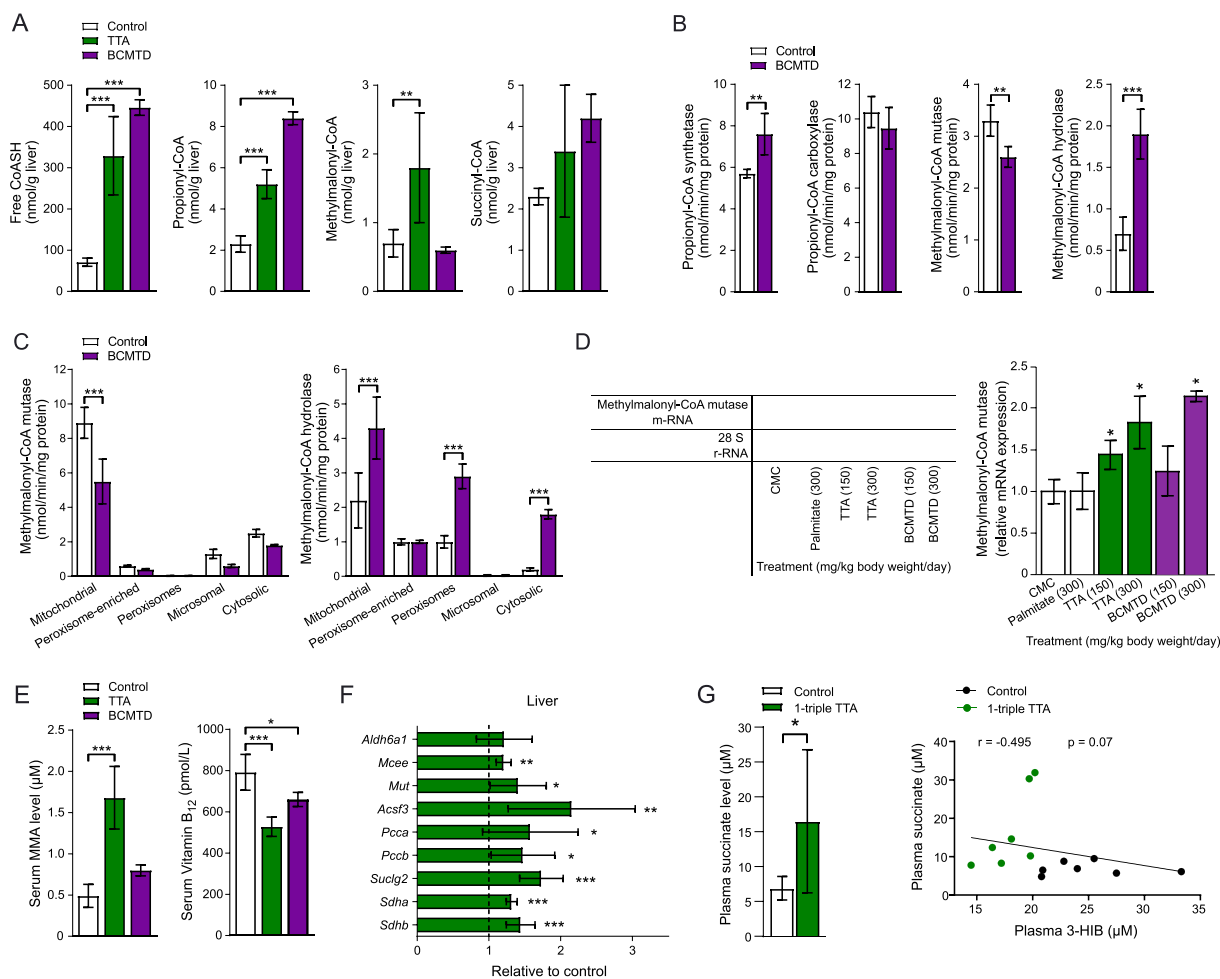 A
Control
TTA
BCMTD
Free CoASH
(nmol/g liver)
500
400
300
200
100
0
***
***
Propionyl-CoA
(nmol/g liver)
10
8
6
4
2
0
***
***
Methylmalonyl-CoA
(nmol/g liver)
3
2
1
0
**
Succinyl-CoA
(nmol/g liver)
5
4
3
2
1
0
B
Control
BCMTD
Propionyl-CoA synthetase
(nmol/min/mg protein)
10
8
6
4
2
0
**
Propionyl-CoA carboxylase
(nmol/min/mg protein)
12
11
10
9
8
7
6
5
4
3
2
1
0
Methylmalonyl-CoA mutase
(nmol/min/mg protein)
4
3
2
1
0
**
Methylmalonyl-CoA hydrolase
(nmol/min/mg protein)
2.5
2.0
1.5
1.0
0.5
0.0
***
C
Control
BCMTD
Methylmalonyl-CoA mutase
(nmol/min/mg protein)
12
10
8
6
4
2
0
***
Mitochondrial
Peroxisome-enriched
Peroxisomes
Microsomal
Cytosolic
Methylmalonyl-CoA hydrolase
(nmol/min/mg protein)
6
5
4
3
2
1
0
***
***
***
Mitochondrial
Peroxisome-enriched
Peroxisomes
Microsomal
Cytosolic
D
Methylmalonyl-CoA mutase
m-RNA
28 S
r-RNA
CMC
Palmitate (300)
TTA (150)
TTA (300)
BCMTD (150)
BCMTD (300)
Treatment (mg/kg body weight/day)
Methylmalonyl-CoA mutase
(relative mRNA expression)
2.5
2.0
1.5
1.0
0.5
0.0
*
*
*
CMC
Palmitate (300)
TTA (150)
TTA (300)
BCMTD (150)
BCMTD (300)
Treatment (mg/kg body weight/day)
E
Control
TTA
BCMTD
Serum MMA level (µM)
2.5
2.0
1.5
1.0
0.5
0.0
***
Serum Vitamin B12 (pmol/L)
1000
800
600
400
200
0
*
***
F
Liver
Aldh6a1
Mcee **
Mut *
Acsf3 **
Pcca *
Pccb *
Suclg2 ***
Sdha ***
Sdhb ***
0 1 2 3
Relative to control
G
Control
1-triple TTA
Plasma succinate level (µM)
30
25
20
15
10
5
0
*
Control
1-triple TTA
r = -0.495 p = 0.07
Plasma succinate (µM)
40
30
20
10
0
15 20 25 30 35
Plasma 3-HIB (µM)